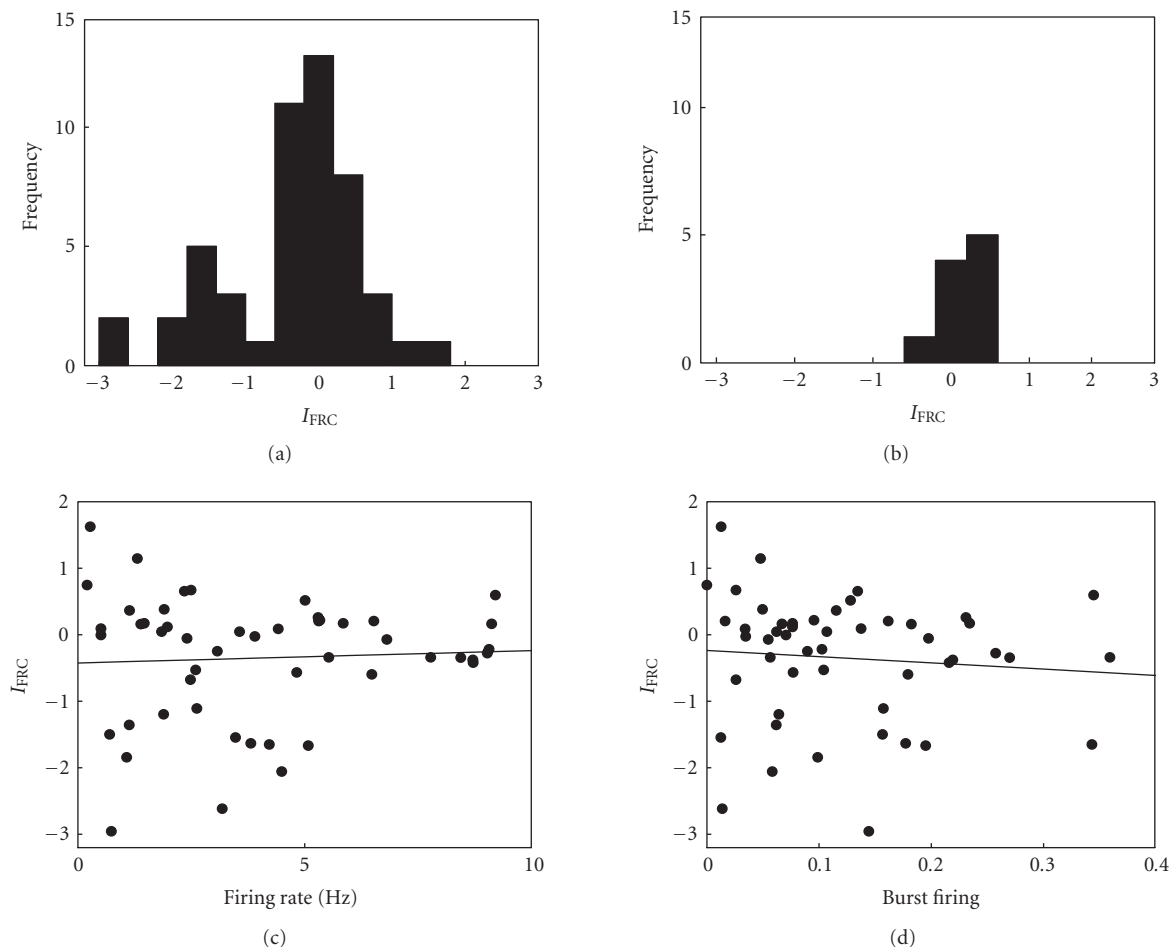 15
10
5
0
Frequency
−3 −2 −1 0 1 2 3
I_FRC
(a)
15
10
5
0
Frequency
−3 −2 −1 0 1 2 3
I_FRC
(b)
2
1
0
−1
−2
−3
I_FRC
0 5 10
Firing rate (Hz)
(c)
2
1
0
−1
−2
−3
I_FRC
0 0.1 0.2 0.3 0.4
Burst firing
(d)